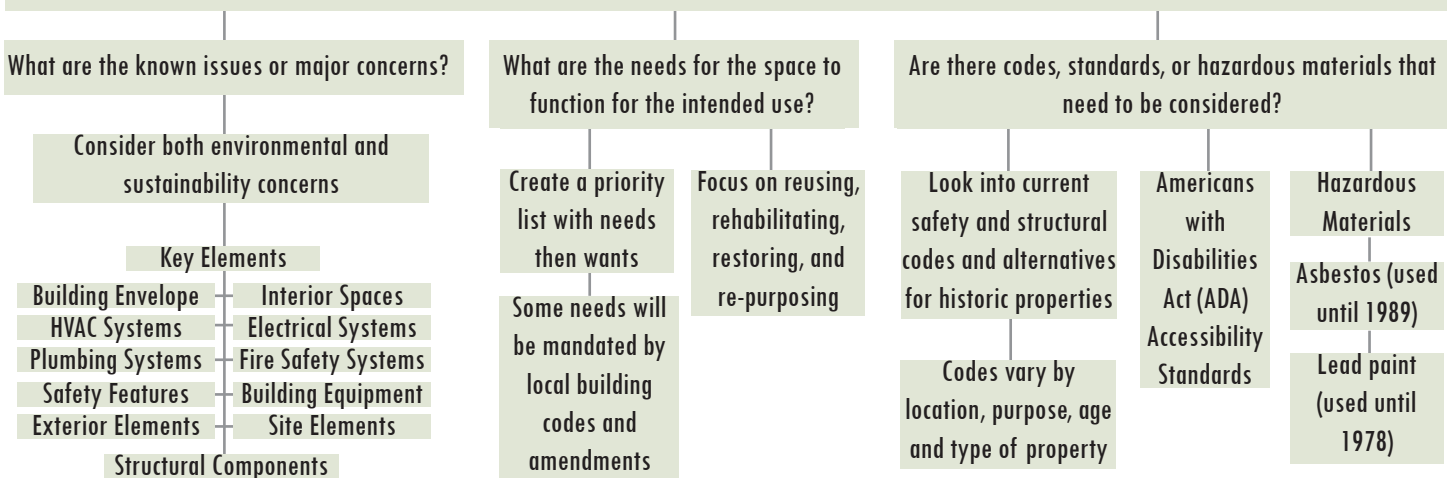 What are the known issues or major concerns?
Consider both environmental and
sustainability concerns
Key Elements
Building Envelope
Interior Spaces
HVAC Systems
Electrical Systems
Plumbing Systems
Fire Safety Systems
Safety Features
Building Equipment
Exterior Elements
Site Elements
Structural Components
What are the needs for the space to
function for the intended use?
Create a priority
list with needs
then wants
Some needs will
be mandated by
local building
codes and
amendments
Focus on reusing,
rehabilitating,
restoring, and
re-purposing
Are there codes, standards, or hazardous materials that
need to be considered?
Look into current
safety and structural
codes and alternatives
for historic properties
Codes vary by
location, purpose, age
and type of property
Americans
with
Disabilities
Act (ADA)
Accessibility
Standards
Hazardous
Materials
Asbestos (used
until 1989)
Lead paint
(used until
1978)